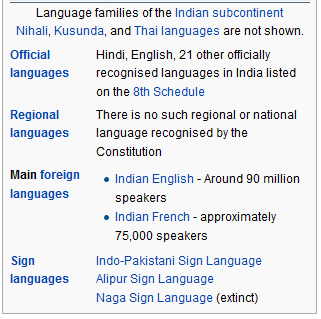 Language families of the Indian subcontinent
Nihali, Kusunda, and Thai languages are not shown.
Official languages
Hindi, English, 21 other officially
recognised languages in India listed
on the 8th Schedule
Regional languages
There is no such regional or national
language recognised by the
Constitution
Main foreign languages
• Indian English - Around 90 million
speakers
• Indian French - approximately
75,000 speakers
Sign languages
Indo-Pakistani Sign Language
Alipur Sign Language
Naga Sign Language (extinct)